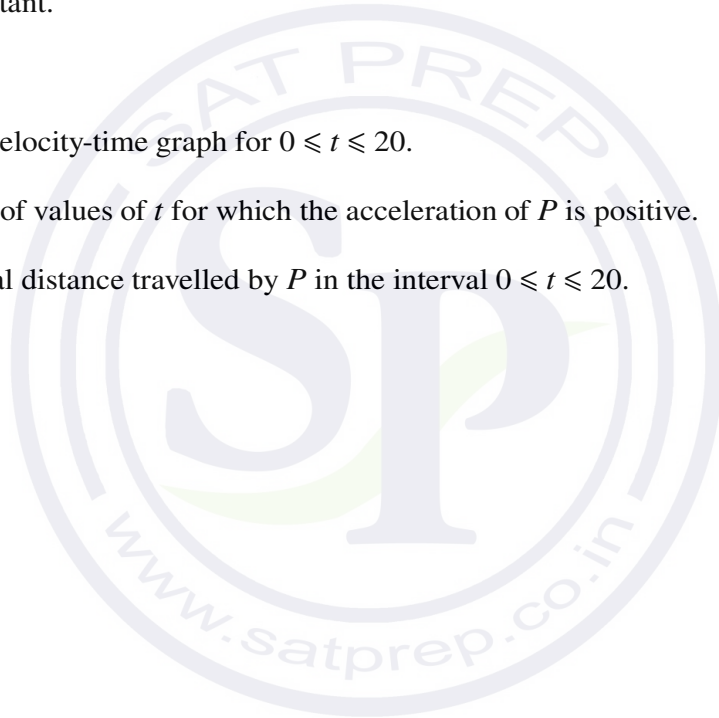 tant.
elocity-time graph for 0 ⩽ t ⩽ 20.
of values of t for which the acceleration of P is positive.
al distance travelled by P in the interval 0 ⩽ t ⩽ 20.
SAT PREP
SP
www.satprep.co.in